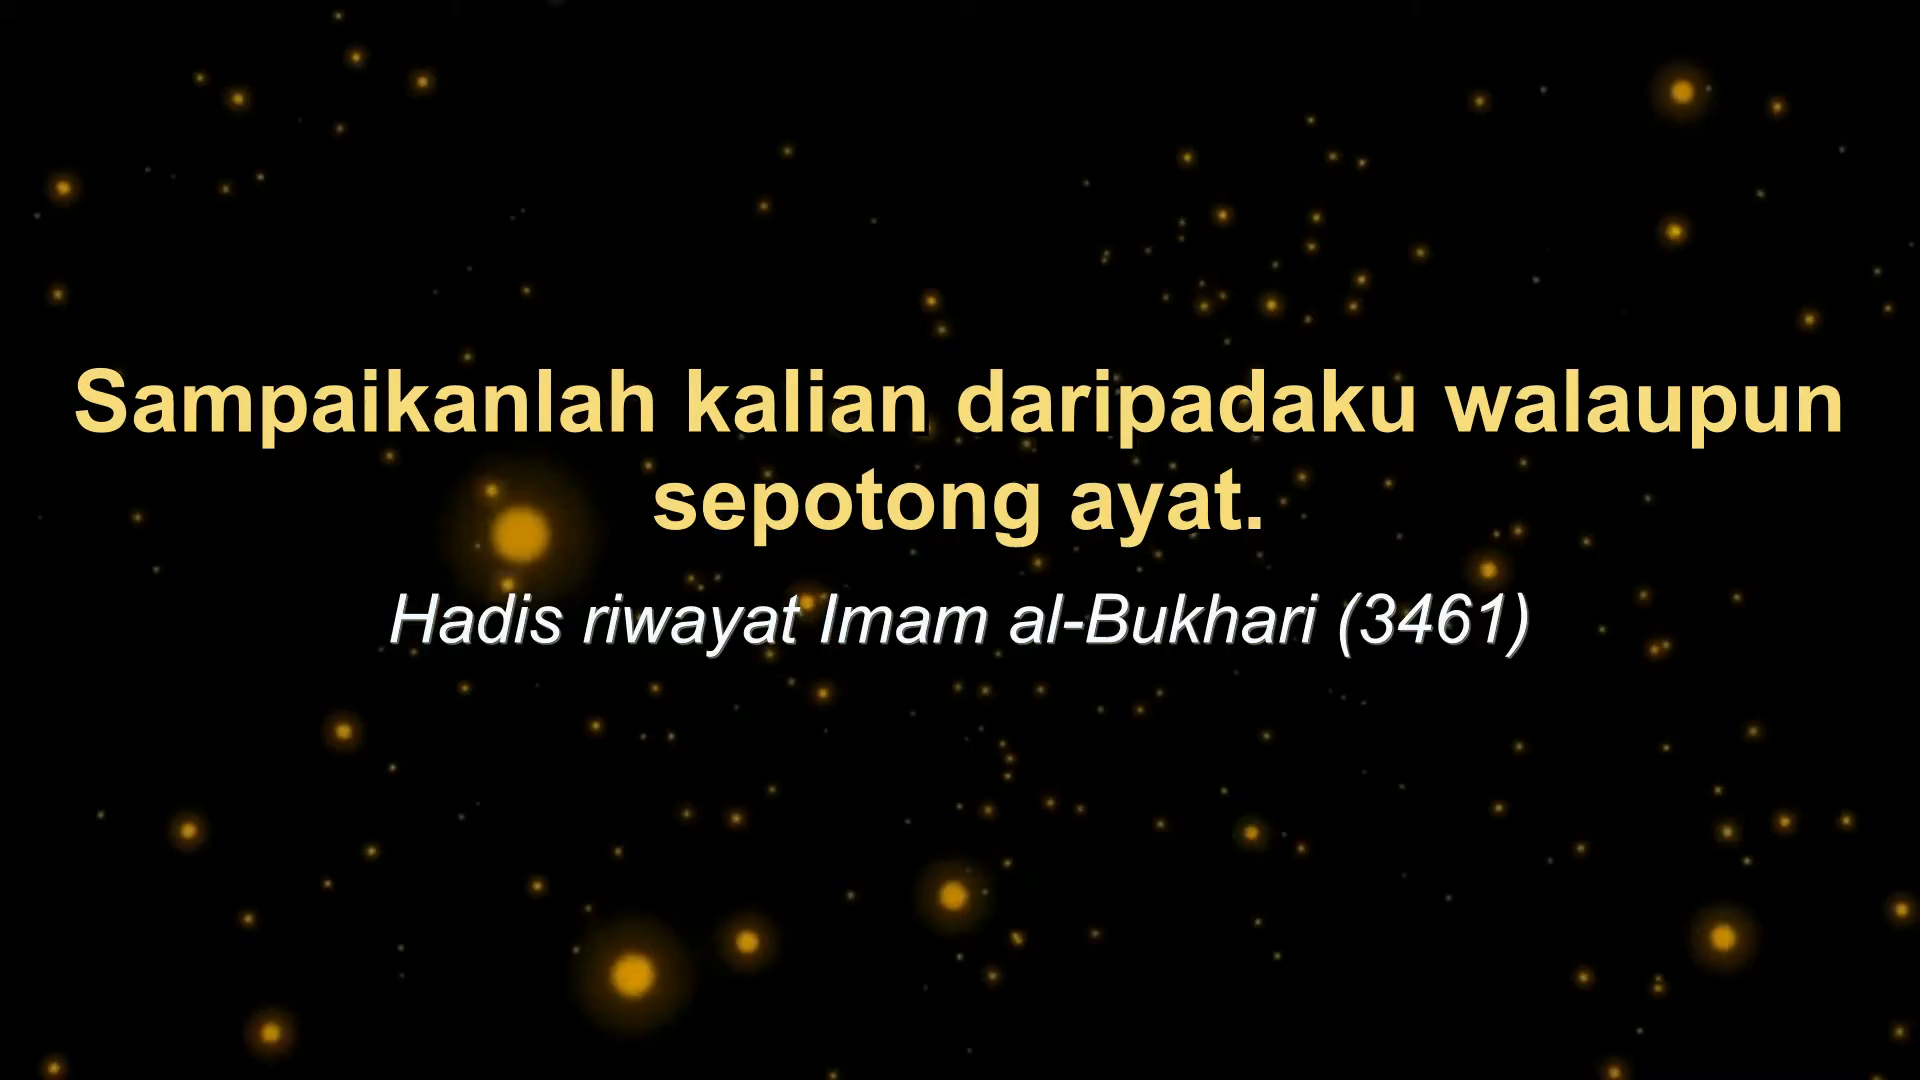 Sampaikanlah kalian daripadaku walaupun
sepotong ayat.
Hadis riwayat Imam al-Bukhari (3461)